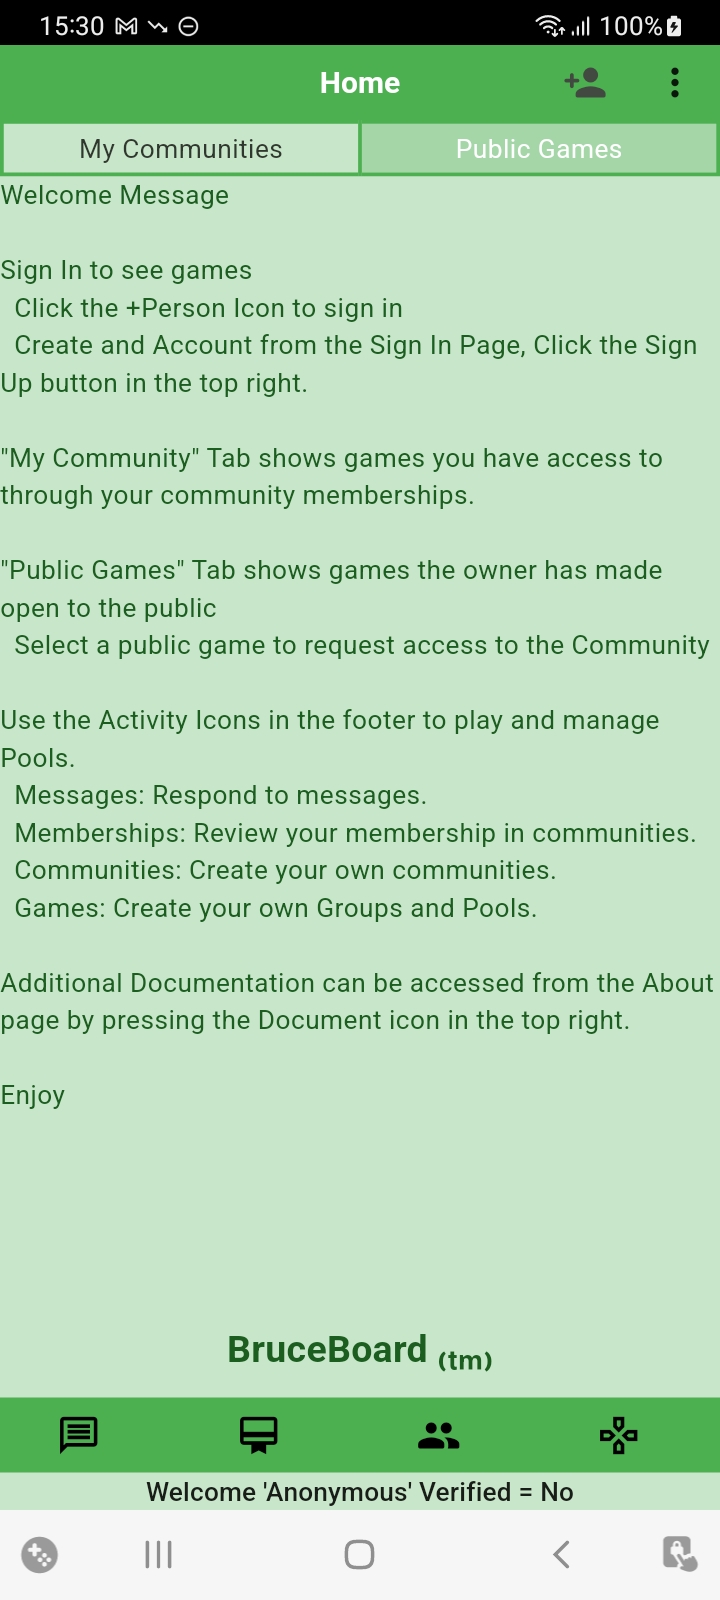 15:30
100%
Home
My Communities
Public Games
Welcome Message
Sign In to see games
Click the +Person Icon to sign in
Create and Account from the Sign In Page, Click the Sign
Up button in the top right.
"My Community" Tab shows games you have access to
through your community memberships.
"Public Games" Tab shows games the owner has made
open to the public
Select a public game to request access to the Community
Use the Activity Icons in the footer to play and manage
Pools.
Messages: Respond to messages.
Memberships: Review your membership in communities.
Communities: Create your own communities.
Games: Create your own Groups and Pools.
Additional Documentation can be accessed from the About
page by pressing the Document icon in the top right.
Enjoy
BruceBoard (tm)
Welcome 'Anonymous' Verified = No